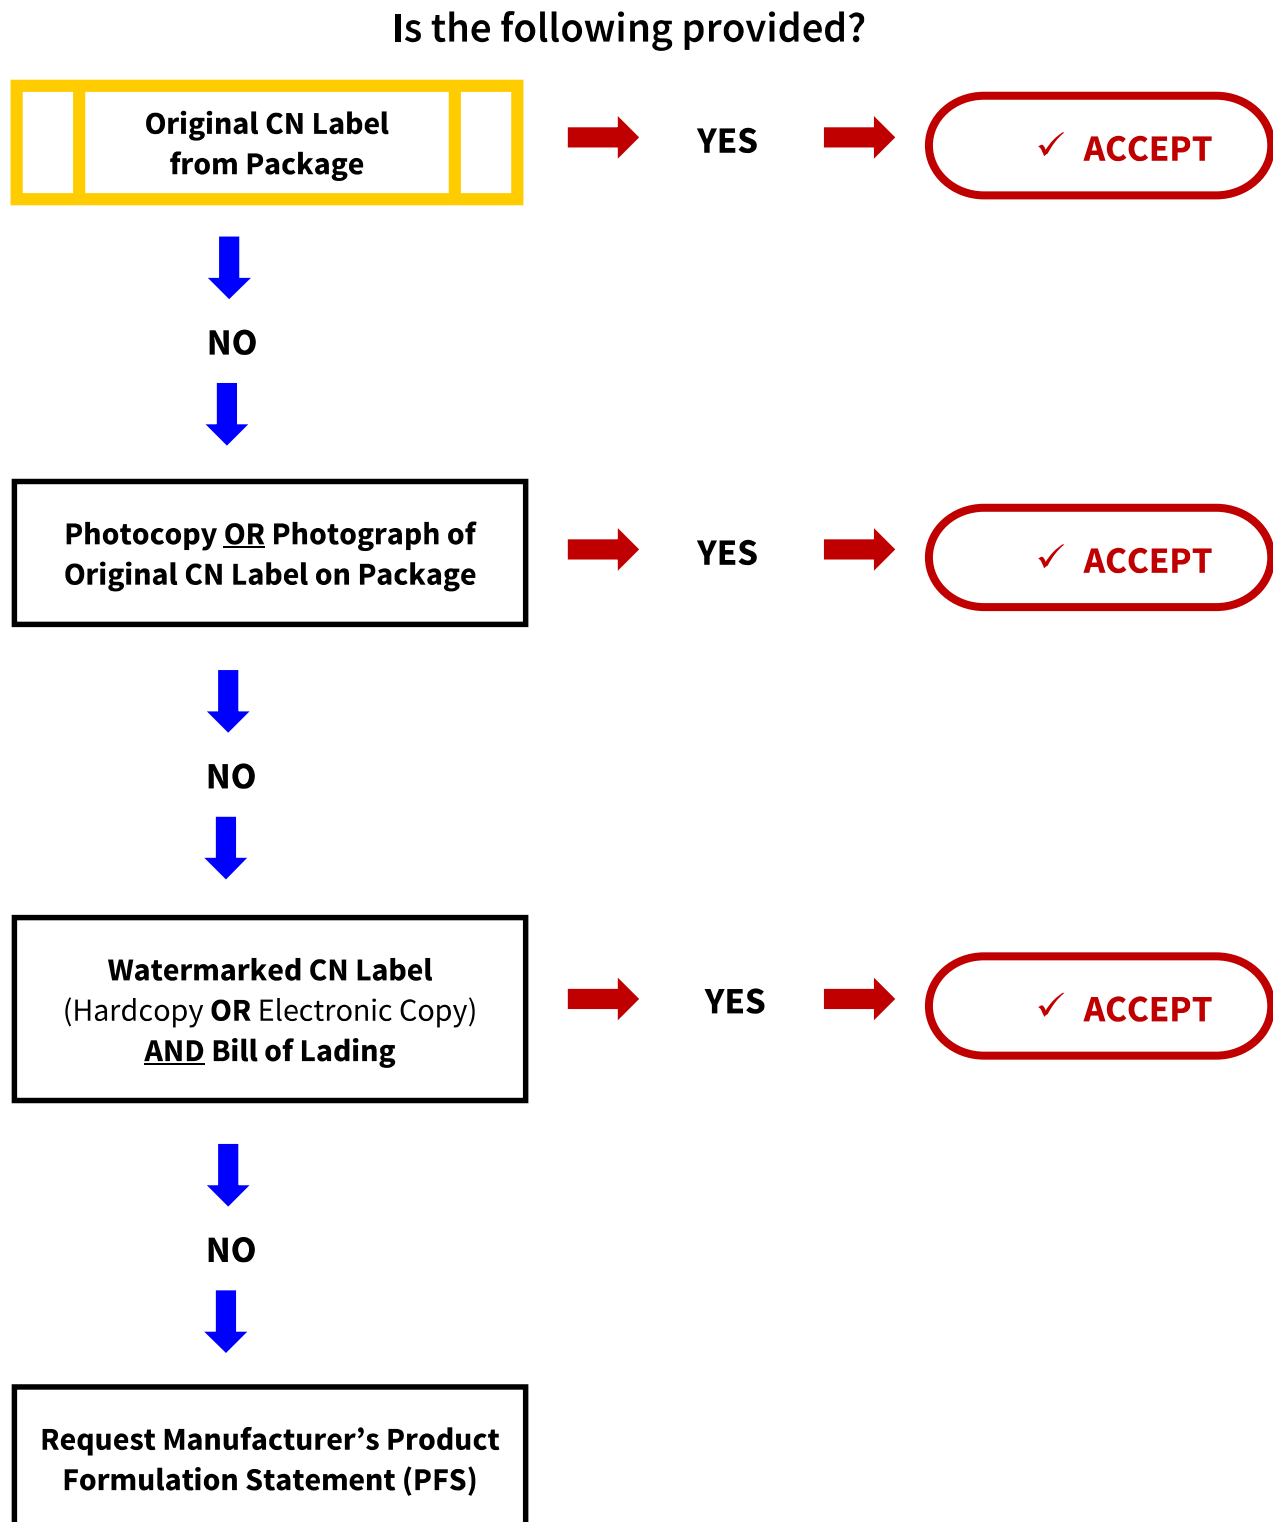 Is the following provided?
Original CN Label
from Package
YES
✓ ACCEPT
NO
Photocopy OR Photograph of
Original CN Label on Package
YES
✓ ACCEPT
NO
Watermarked CN Label
(Hardcopy OR Electronic Copy)
AND Bill of Lading
YES
✓ ACCEPT
NO
Request Manufacturer’s Product
Formulation Statement (PFS)